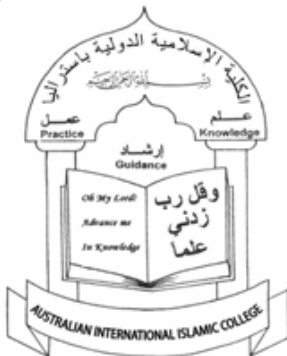 الكلية الإسلامية الدولية باستراليا
بسم الله الرحمن الرحيم
عمل
Practice
علم
Knowledge
إرشاد
Guidance
Oh My Lord!
Advance me
In Knowledge
وقل رب
زدني
علما
AUSTRALIAN INTERNATIONAL ISLAMIC COLLEGE